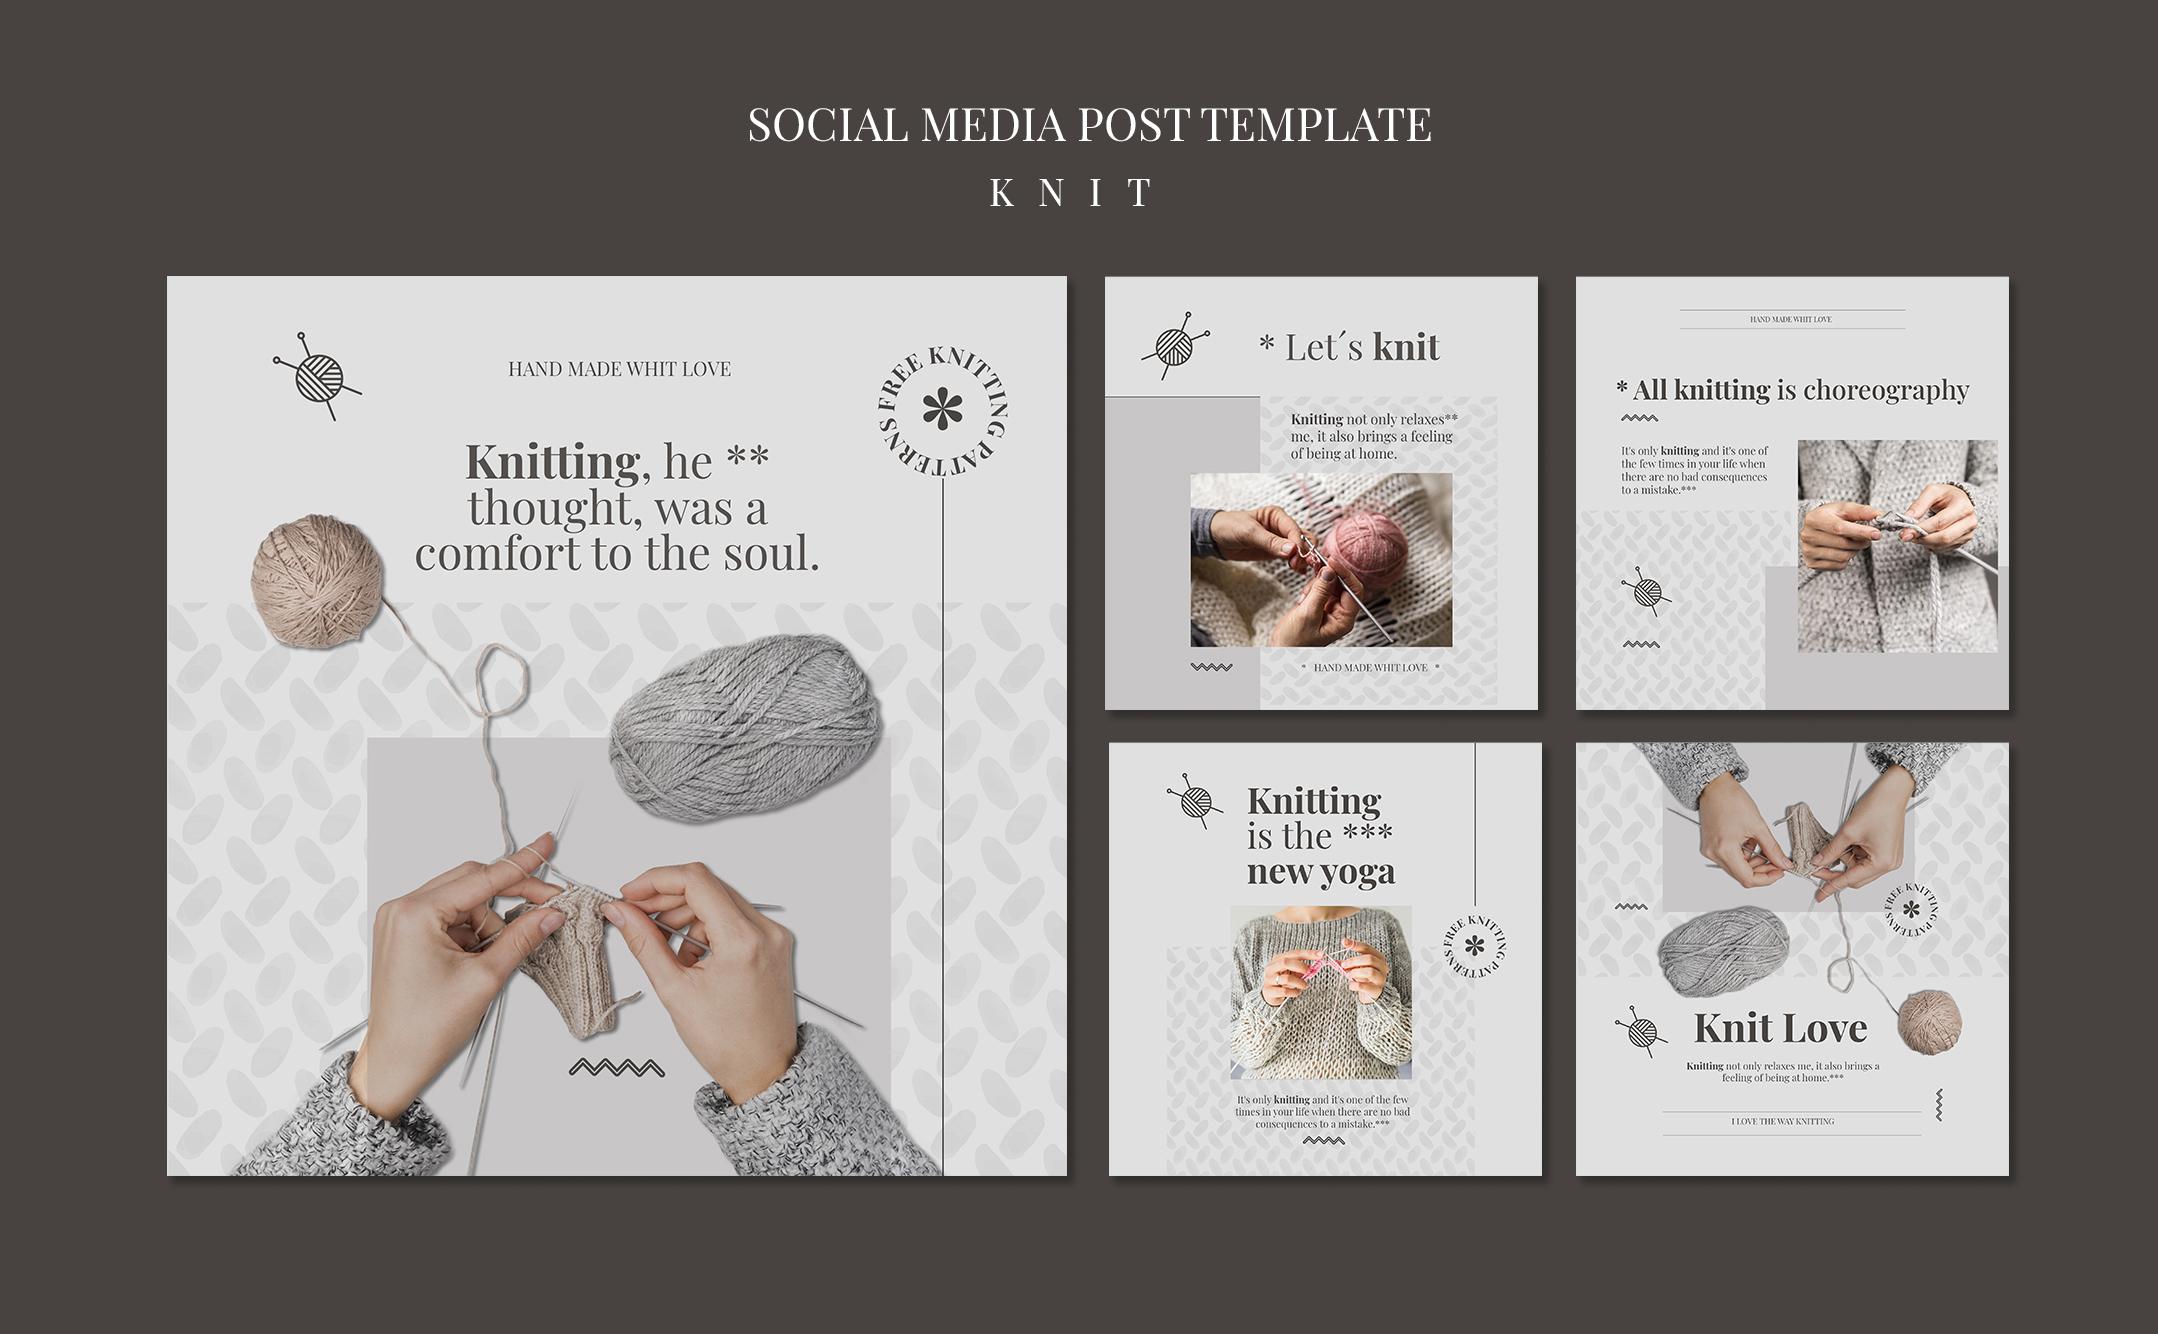 SOCIAL MEDIA POST TEMPLATE
KNIT
HAND MADE WHIT LOVE
FREE KNITTING PATTERNS
Knitting, he **
thought, was a
comfort to the soul.
* Let´s knit
Knitting not only relaxes**
me, it also brings a feeling
of being at home.
* HAND MADE WHIT LOVE *
HAND MADE WHIT LOVE
* All knitting is choreography
It's only knitting and it's one of
the few times in your life when
there are no bad consequences
to a mistake.***
Knitting
is the ***
new yoga
FREE KNITTING PATTERNS
It's only knitting and it's one of the few
times in your life when there are no bad
consequences to a mistake.***
FREE KNITTING PATTERNS
Knit Love
Knitting not only relaxes me, it also brings a
feeling of being at home.***
I LOVE THE WAY KNITTING